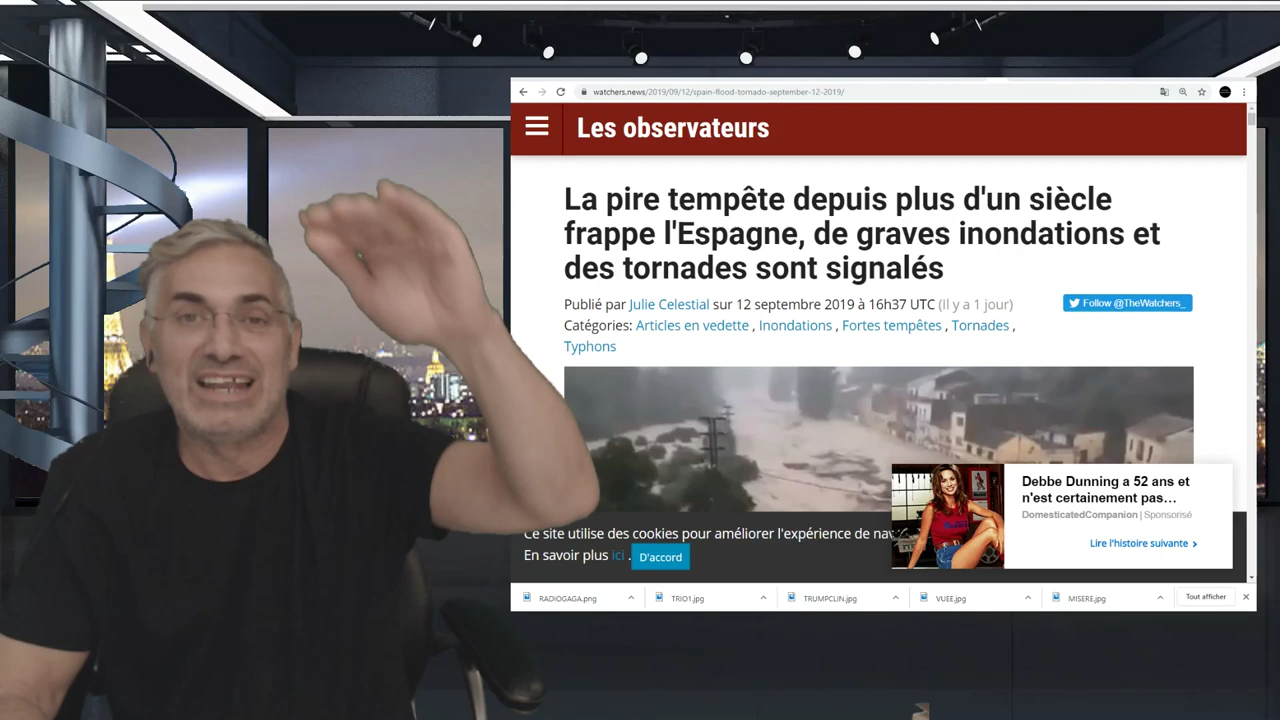 watchers.news/2019/09/12/spain-flood-tornado-september-12-2019/
Les observateurs
La pire tempête depuis plus d'un siècle
frappe l'Espagne, de graves inondations et
des tornades sont signalés
Publié par Julie Celestial sur 12 septembre 2019 à 16h37 UTC (Il y a 1 jour)
Follow @TheWatchers_
Catégories: Articles en vedette , Inondations , Fortes tempêtes , Tornades ,
Typhons
Debbe Dunning a 52 ans et
n'est certainement pas…
DomesticatedCompanion | Sponsorisé
Lire l'histoire suivante
Ce site utilise des cookies pour améliorer l'expérience de
En savoir plus ici .
D'accord
RADIOGAGA.png
TRIO1.jpg
TRUMPCLIN.jpg
VUEE.jpg
MISERE.jpg
Tout afficher